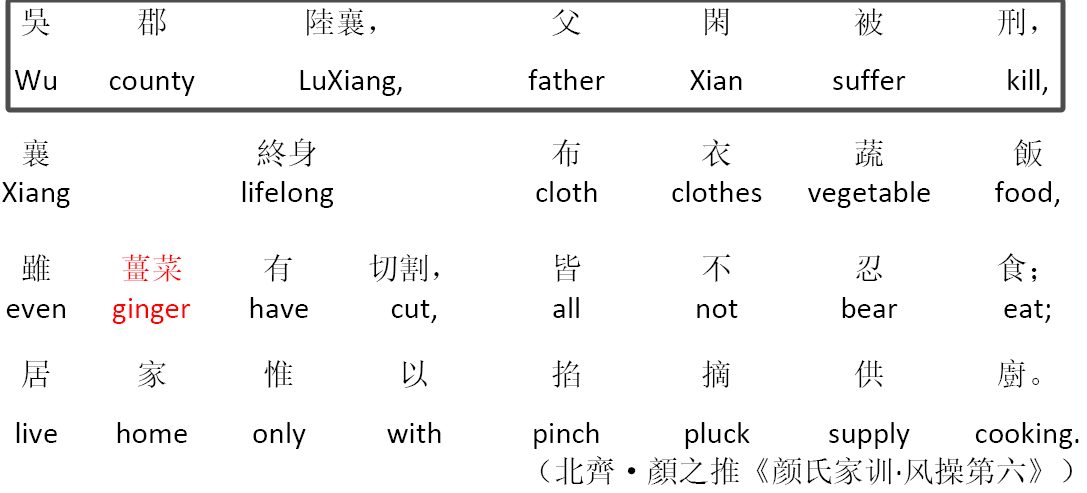 吳 郡 陸襄， 父 閑 被 刑，
Wu county LuXiang, father Xian suffer kill,
襄 終身 布 衣 蔬 飯
Xiang lifelong cloth clothes vegetable food,
雖 薑菜 有 切割， 皆 不 忍 食；
even ginger have cut, all not bear eat;
居 家 惟 以 掐 摘 供 廚。
live home only with pinch pluck supply cooking.
（北齊·顏之推《颜氏家训·风操第六》）